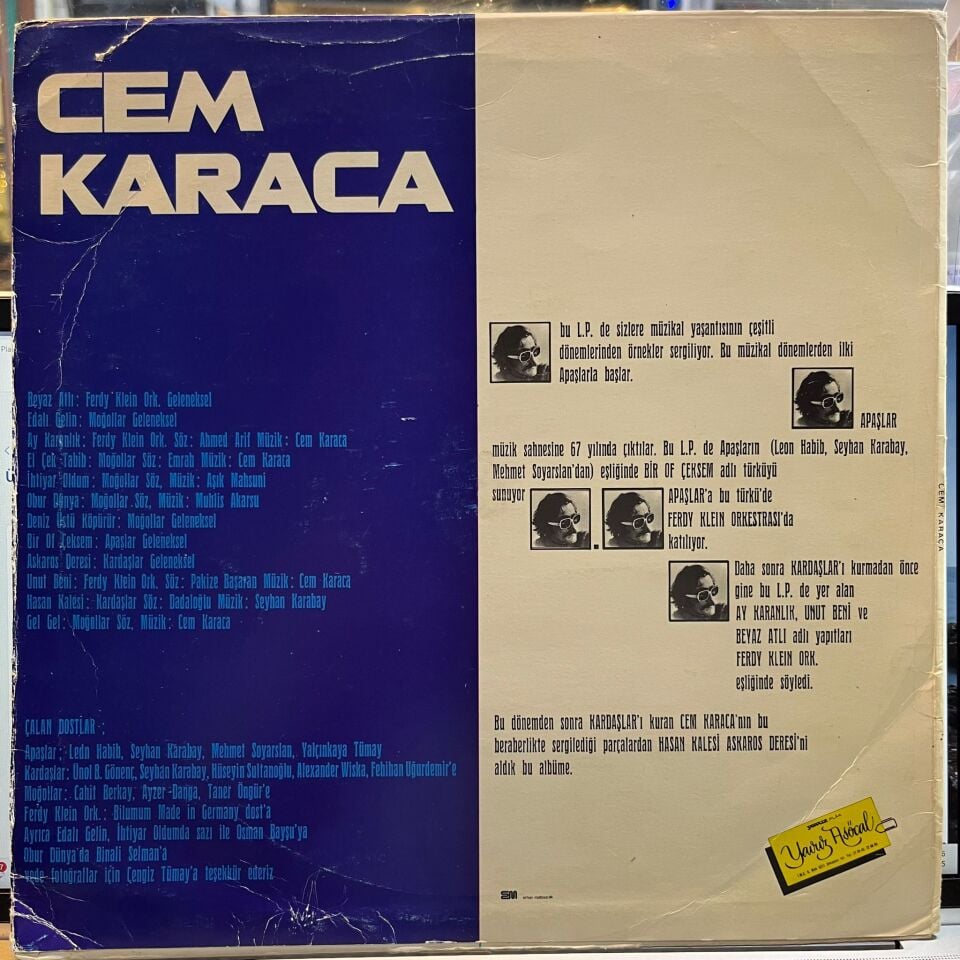 CEM
KARACA
Beyaz Atlı: Ferdy Klein Ork. Geleneksel
Edalı Gelin: Moğollar Geleneksel
Ay Karanlık: Ferdy Klein Ork. Söz: Ahmed Arif Müzik: Cem Karaca
El Çek Tabib: Moğollar Söz: Emrah Müzik: Cem Karaca
İhtiyar Oldum: Moğollar Söz, Müzik: Aşık Mahsuni
Obur Dünya: Moğollar Söz, Müzik: Muhlis Akarsu
Deniz Üstü Köpürür: Moğollar Geleneksel
Bir Of Çeksem: Apaşlar Geleneksel
Askaros Deresi: Kardaşlar Geleneksel
Unut Beni: Ferdy Klein Ork. Söz: Pakize Başaran Müzik: Cem Karaca
Hasan Kalesi: Kardaşlar Söz: Dadaloğlu Müzik: Seyhan Karabay
Gel Gel: Moğollar Söz, Müzik: Cem Karaca
ÇALAN DOSTLAR:
Apaşlar: Leon Habib, Seyhan Karabay, Mehmet Soyarslan, Yalçınkaya Tümay
Kardaşlar: Ünol B. Gönenç, Seyhan Karabay, Hüseyin Sultanoğlu, Alexander Wiska, Fehiban Uğurdemir'e
Moğollar: Cahit Berkay, Ayzer-Danga, Taner Öngür'e
Ferdy Klein Ork.: Bilumum Made in Germany dost'a
Ayrıca Edalı Gelin, İhtiyar Oldumda sazı ile Osman Bayşu'ya
Obur Dünya'da Binali Selman'a
vede fotoğraflar için Çengiz Tümay'a teşekkür ederiz
bu L.P. de sizlere müzikal yaşantısının çeşitli
dönemlerinden örnekler sergiliyor. Bu müzikal dönemlerden ilki
Apaşlarla başlar.
APAŞLAR
müzik sahnesine 67 yılında çıktılar. Bu L.P. de Apaşların (Leon Habib, Seyhan Karabay,
Mehmet Soyarslan'dan) eşliğinde BİR OF ÇEKSEM adlı türküyü
sunuyor
.
APAŞLAR'a bu türkü'de
FERDY KLEIN ORKESTRASI'da
katılıyor.
Daha sonra KARDAŞLAR'ı kurmadan önce
gine bu L.P. de yer alan
AY KARANLIK, UNUT BENİ ve
BEYAZ ATLI adlı yapıtları
FERDY KLEIN ORK.
eşliğinde söyledi.
Bu dönemden sonra KARDAŞLAR'ı kuran CEM KARACA'nın bu
beraberlikte sergilediği parçalardan HASAN KALESİ ASKAROS DERESİ'ni
aldık bu albüme.
Yavuz Asöcal
CEM KARACA